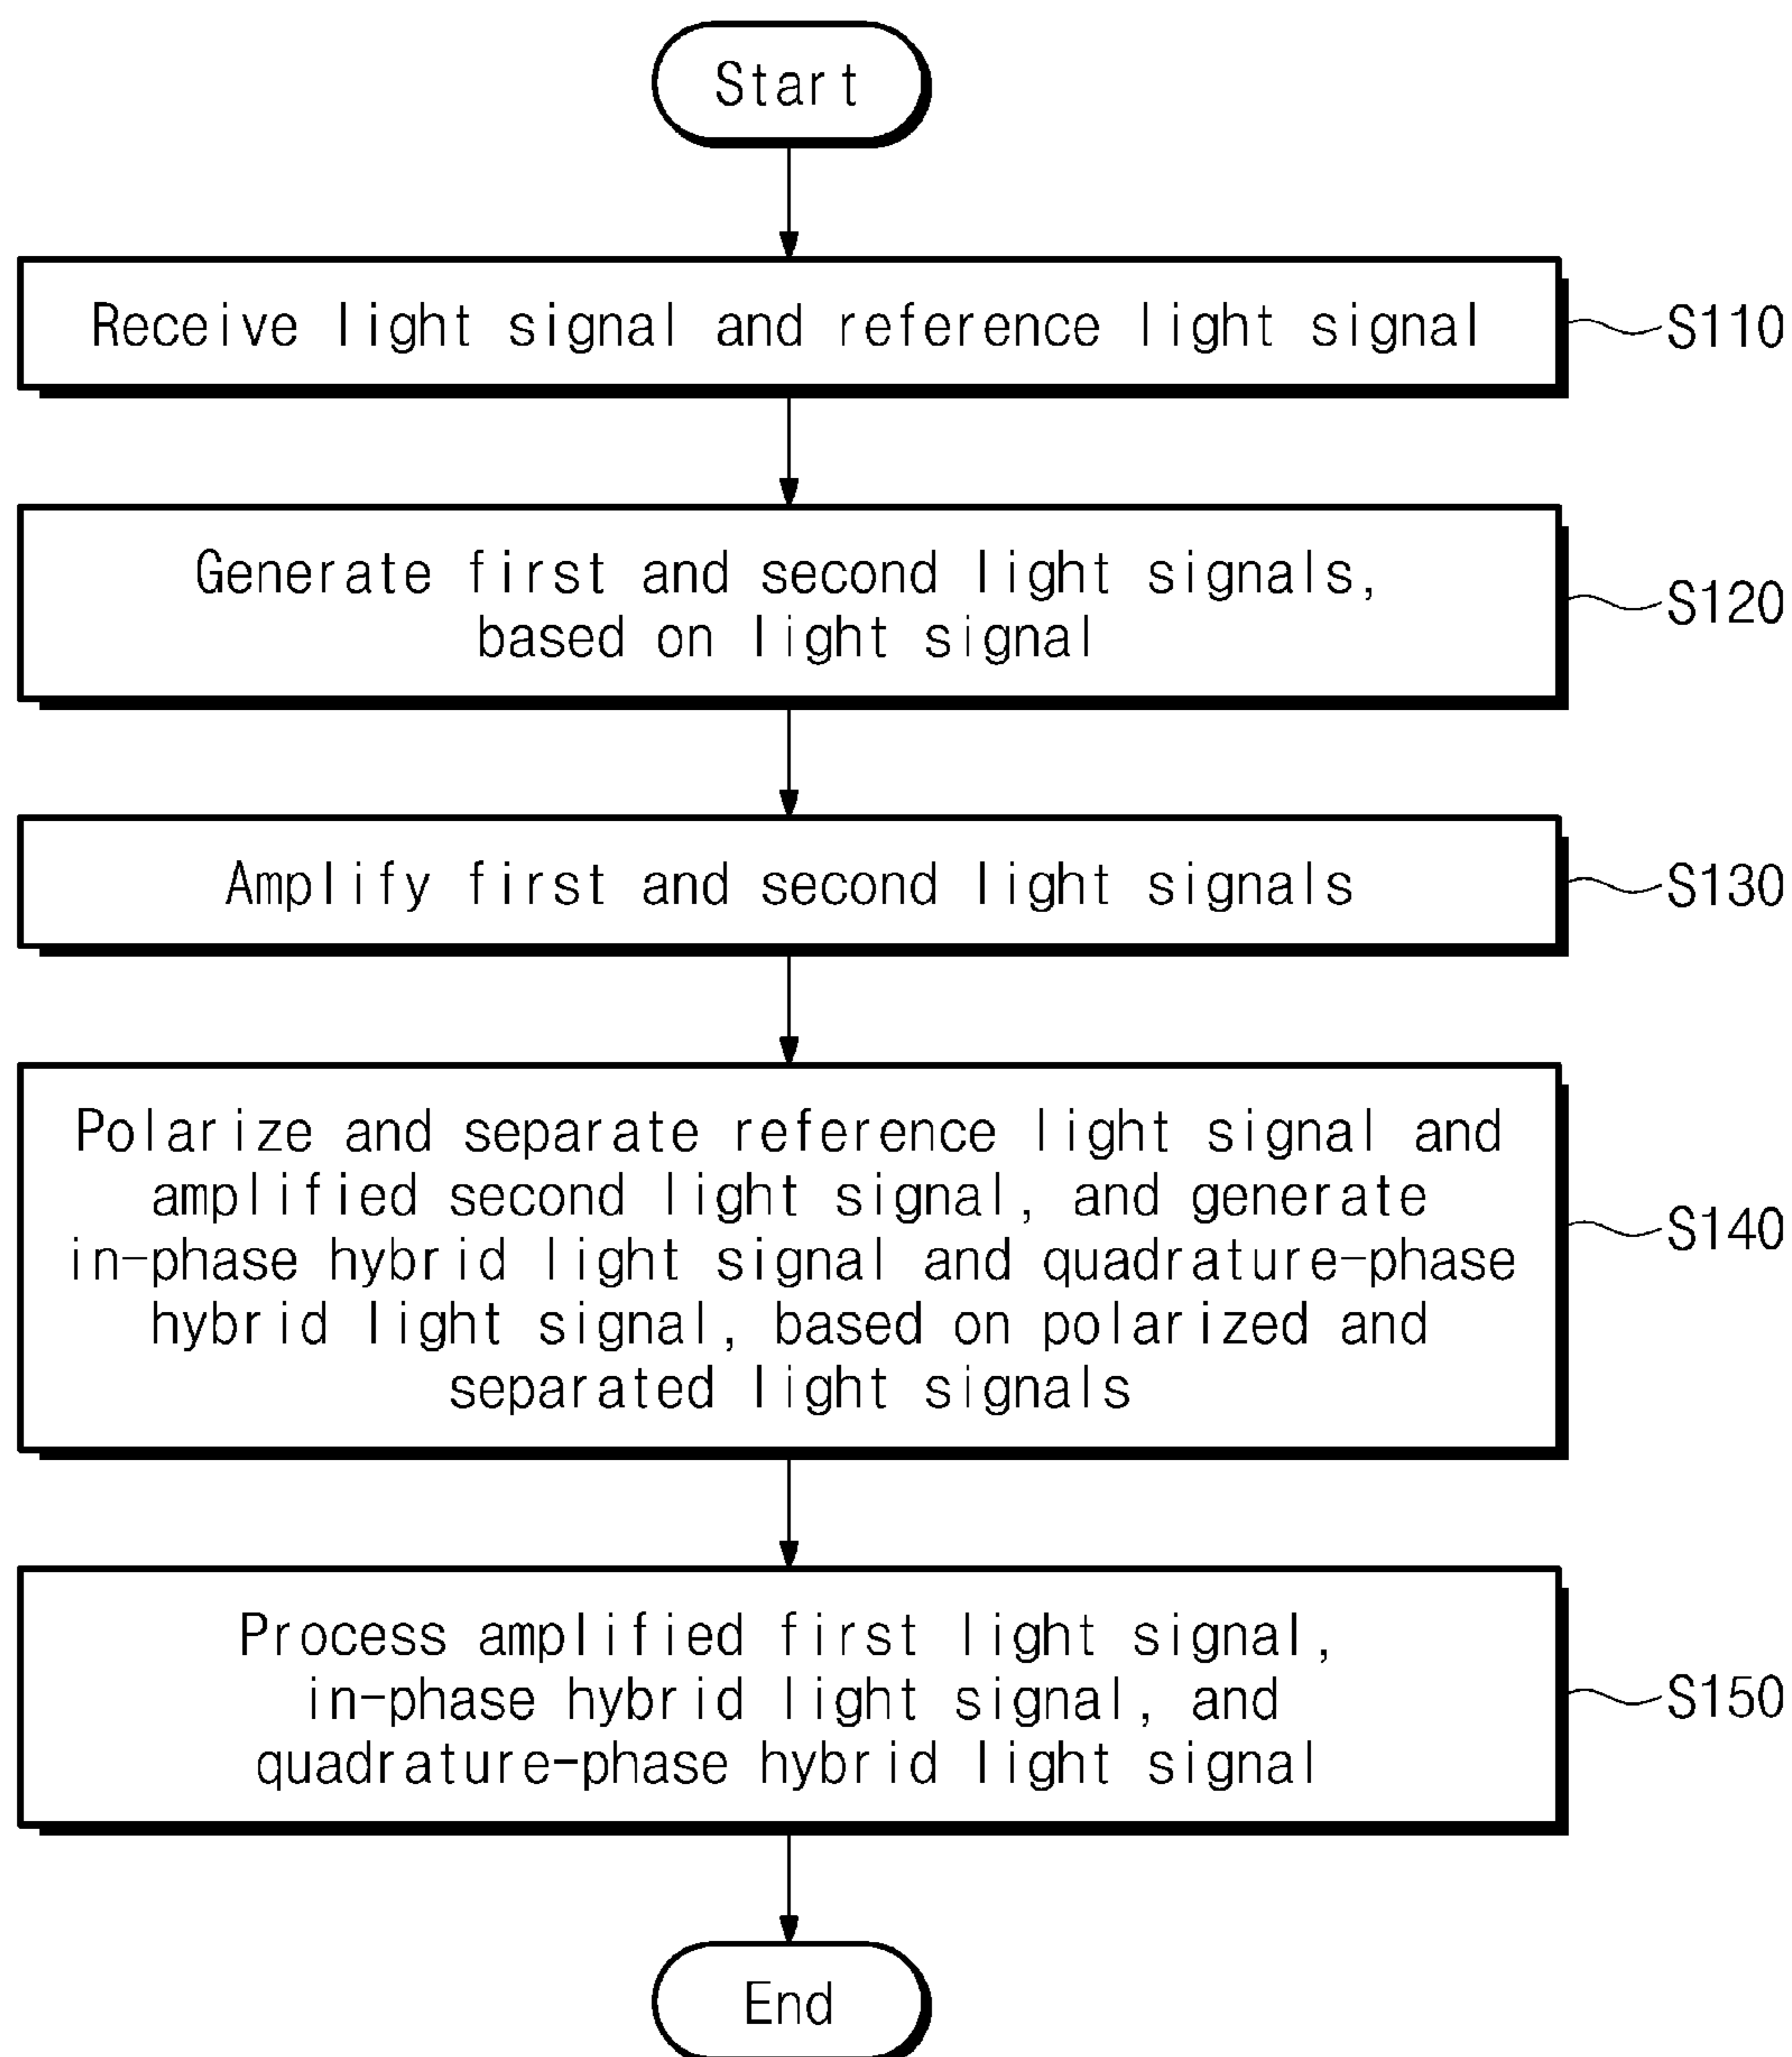 Start
Receive light signal and reference light signal
S110
Generate first and second light signals,
based on light signal
S120
Amplify first and second light signals
S130
Polarize and separate reference light signal and
amplified second light signal, and generate
in-phase hybrid light signal and quadrature-phase
hybrid light signal, based on polarized and
separated light signals
S140
Process amplified first light signal,
in-phase hybrid light signal, and
quadrature-phase hybrid light signal
S150
End